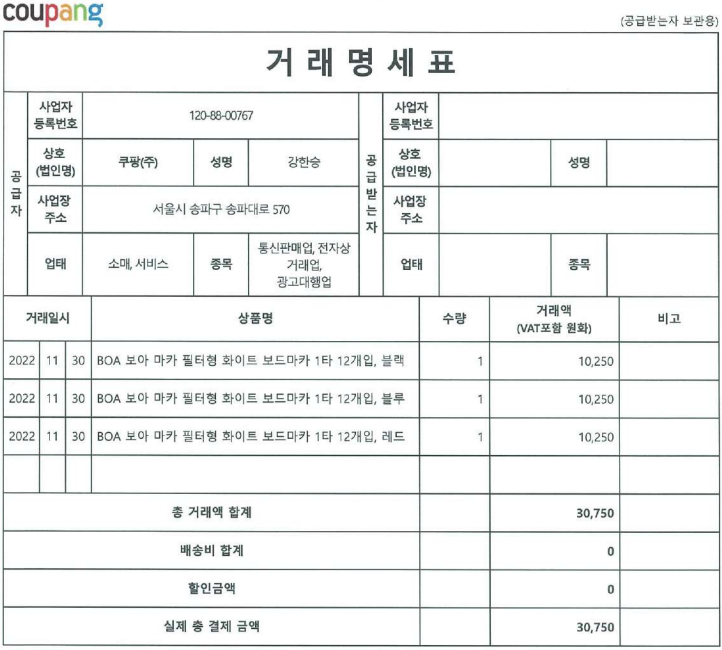 coupang
(공급받는자 보관용)
거래명세표
공급자
사업자
등록번호
120-88-00767
상호
(법인명)
쿠팡(주)
성명
강한승
사업장
주소
서울시 송파구 송파대로 570
업태
소매, 서비스
종목
통신판매업, 전자상
거래업,
광고대행업
공급받는자
사업자
등록번호
상호
(법인명)
성명
사업장
주소
업태
종목
거래일시 상품명 수량 거래액 비고
(VAT포함 원화)
2022 11 30 BOA 보아 마카 필터형 화이트 보드마카 1타 12개입, 블랙 1 10,250
2022 11 30 BOA 보아 마카 필터형 화이트 보드마카 1타 12개입, 블루 1 10,250
2022 11 30 BOA 보아 마카 필터형 화이트 보드마카 1타 12개입, 레드 1 10,250
총 거래액 합계 30,750
배송비 합계 0
할인금액 0
실제 총 결제 금액 30,750